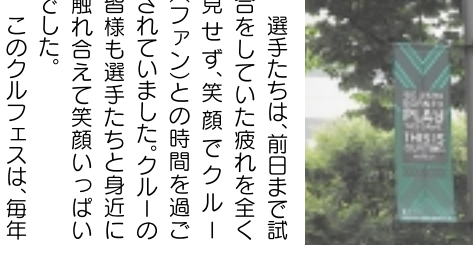 選手たちは、前日まで試
合をしていた疲れを全く
見せず、笑顔でクルー
(ファン)との時間を過ご
されていました。クルーの
皆様も選手たちと身近に
触れ合えて笑顔いっぱい
でした。
このクルフェスは、毎年
PLAY
THIS IS